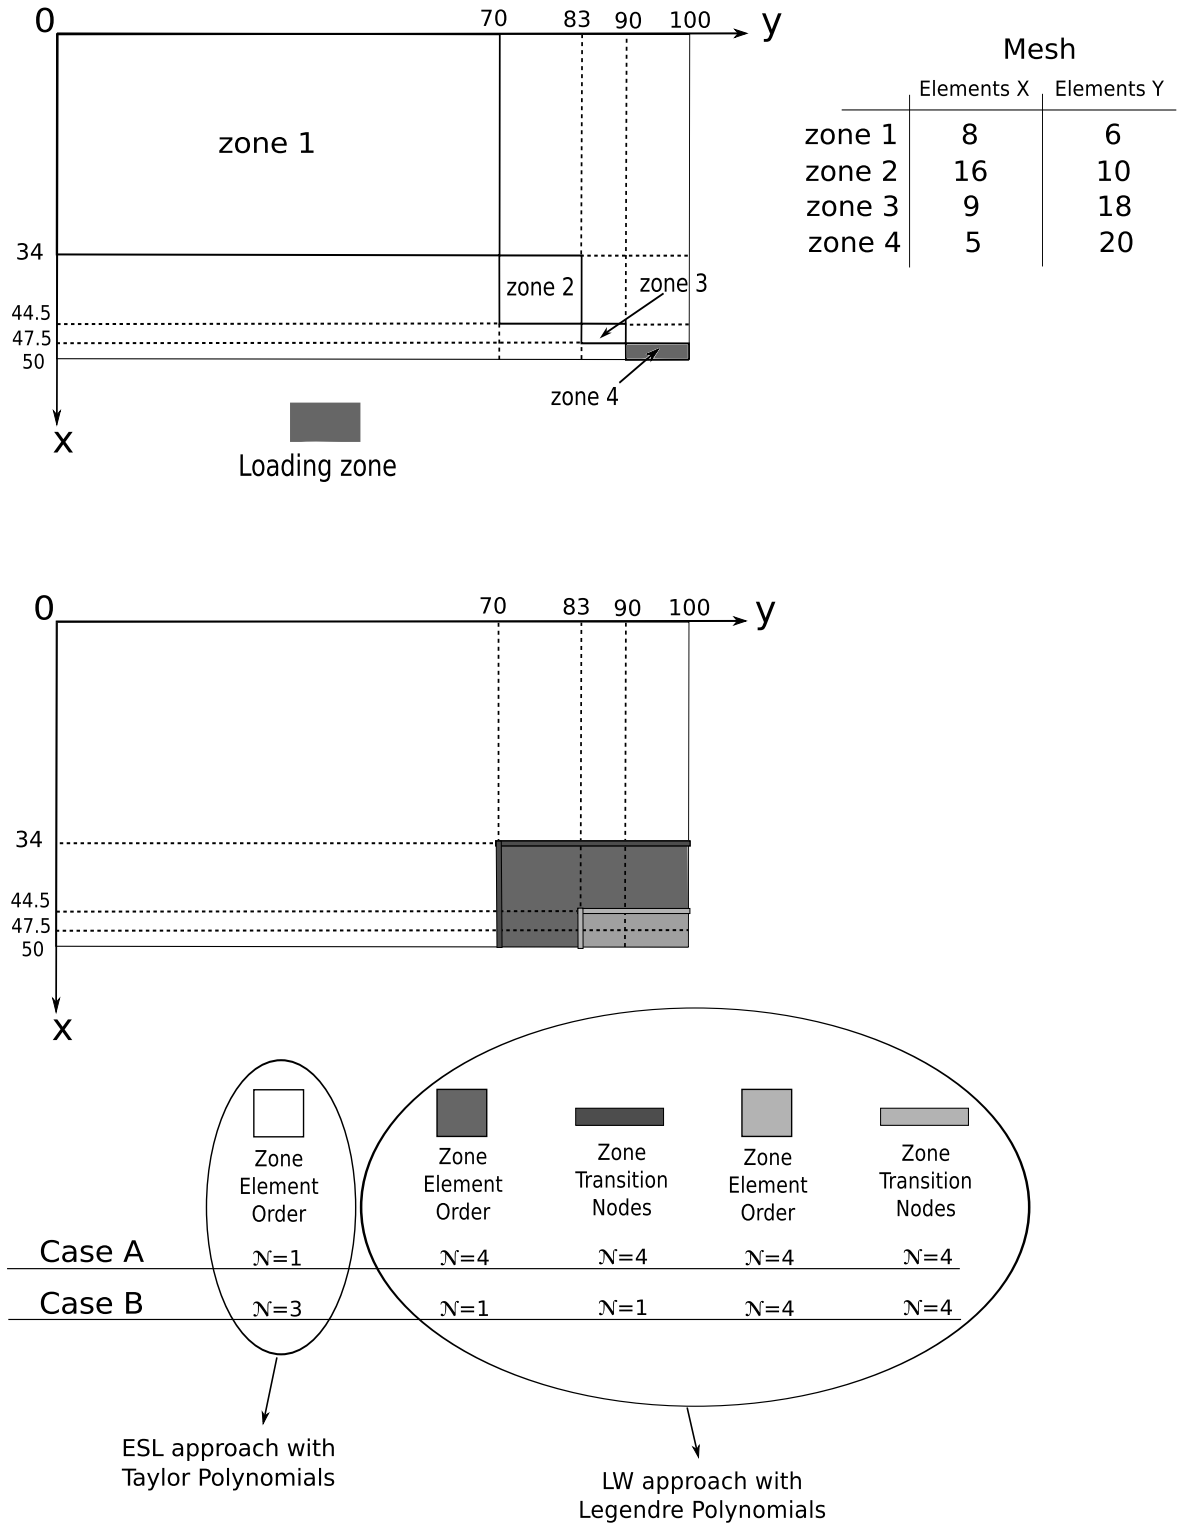 0 70 83 90 100 y
Mesh
Elements X Elements Y
zone 1 8 6
zone 2 16 10
zone 3 9 18
zone 4 5 20
zone 1
34
zone 2 zone 3
44.5
47.5
50
zone 4
x
Loading zone
0 70 83 90 100 y
34
44.5
47.5
50
x
Zone
Element
Order
Zone
Element
Order
Zone
Transition
Nodes
Zone
Element
Order
Zone
Transition
Nodes
Case A 𝒩=1 𝒩=4 𝒩=4 𝒩=4 𝒩=4
Case B 𝒩=3 𝒩=1 𝒩=1 𝒩=4 𝒩=4
ESL approach with
Taylor Polynomials
LW approach with
Legendre Polynomials